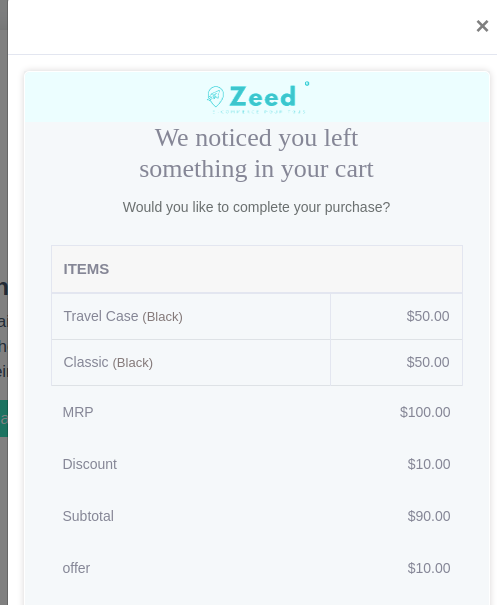 ×
Zeed
We noticed you left
something in your cart
Would you like to complete your purchase?
ITEMS
Travel Case (Black) $50.00
Classic (Black) $50.00
MRP $100.00
Discount $10.00
Subtotal $90.00
offer $10.00